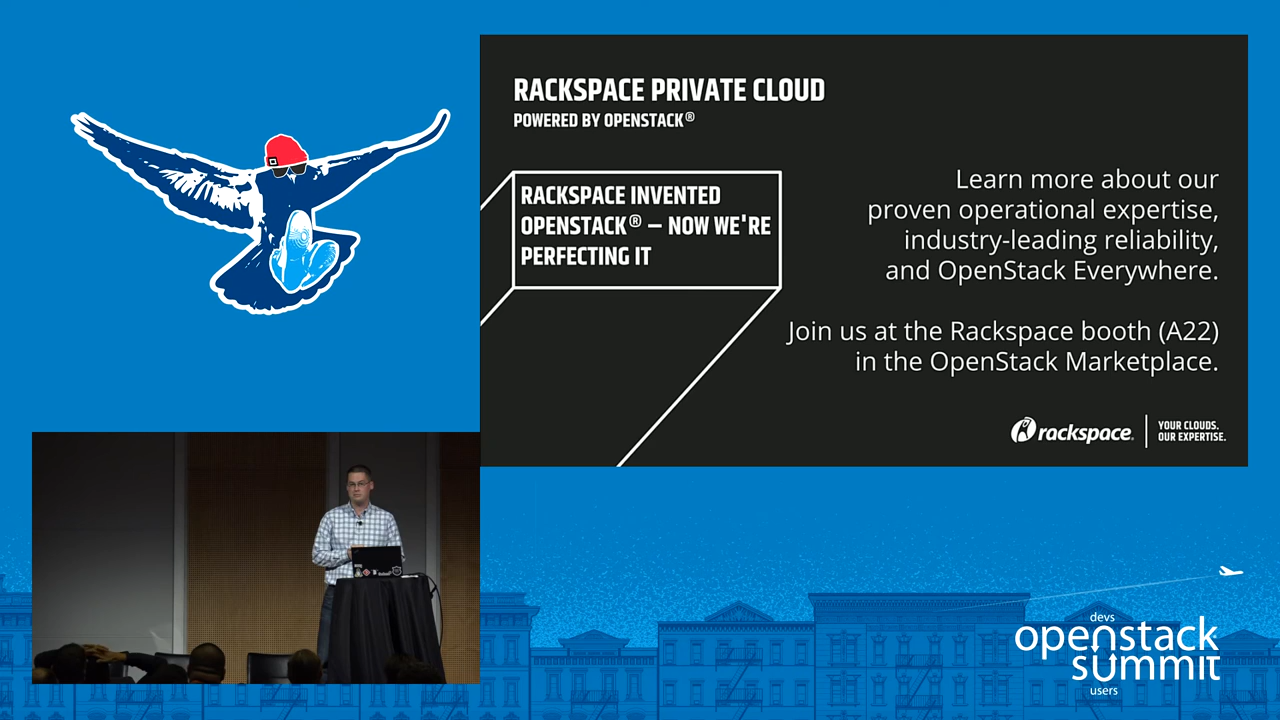 RACKSPACE PRIVATE CLOUD
POWERED BY OPENSTACK®
RACKSPACE INVENTED
OPENSTACK® – NOW WE'RE
PERFECTING IT
Learn more about our
proven operational expertise,
industry-leading reliability,
and OpenStack Everywhere.
Join us at the Rackspace booth (A22)
in the OpenStack Marketplace.
rackspace®
YOUR CLOUDS.
OUR EXPERTISE.
devs
openstack
summit
users